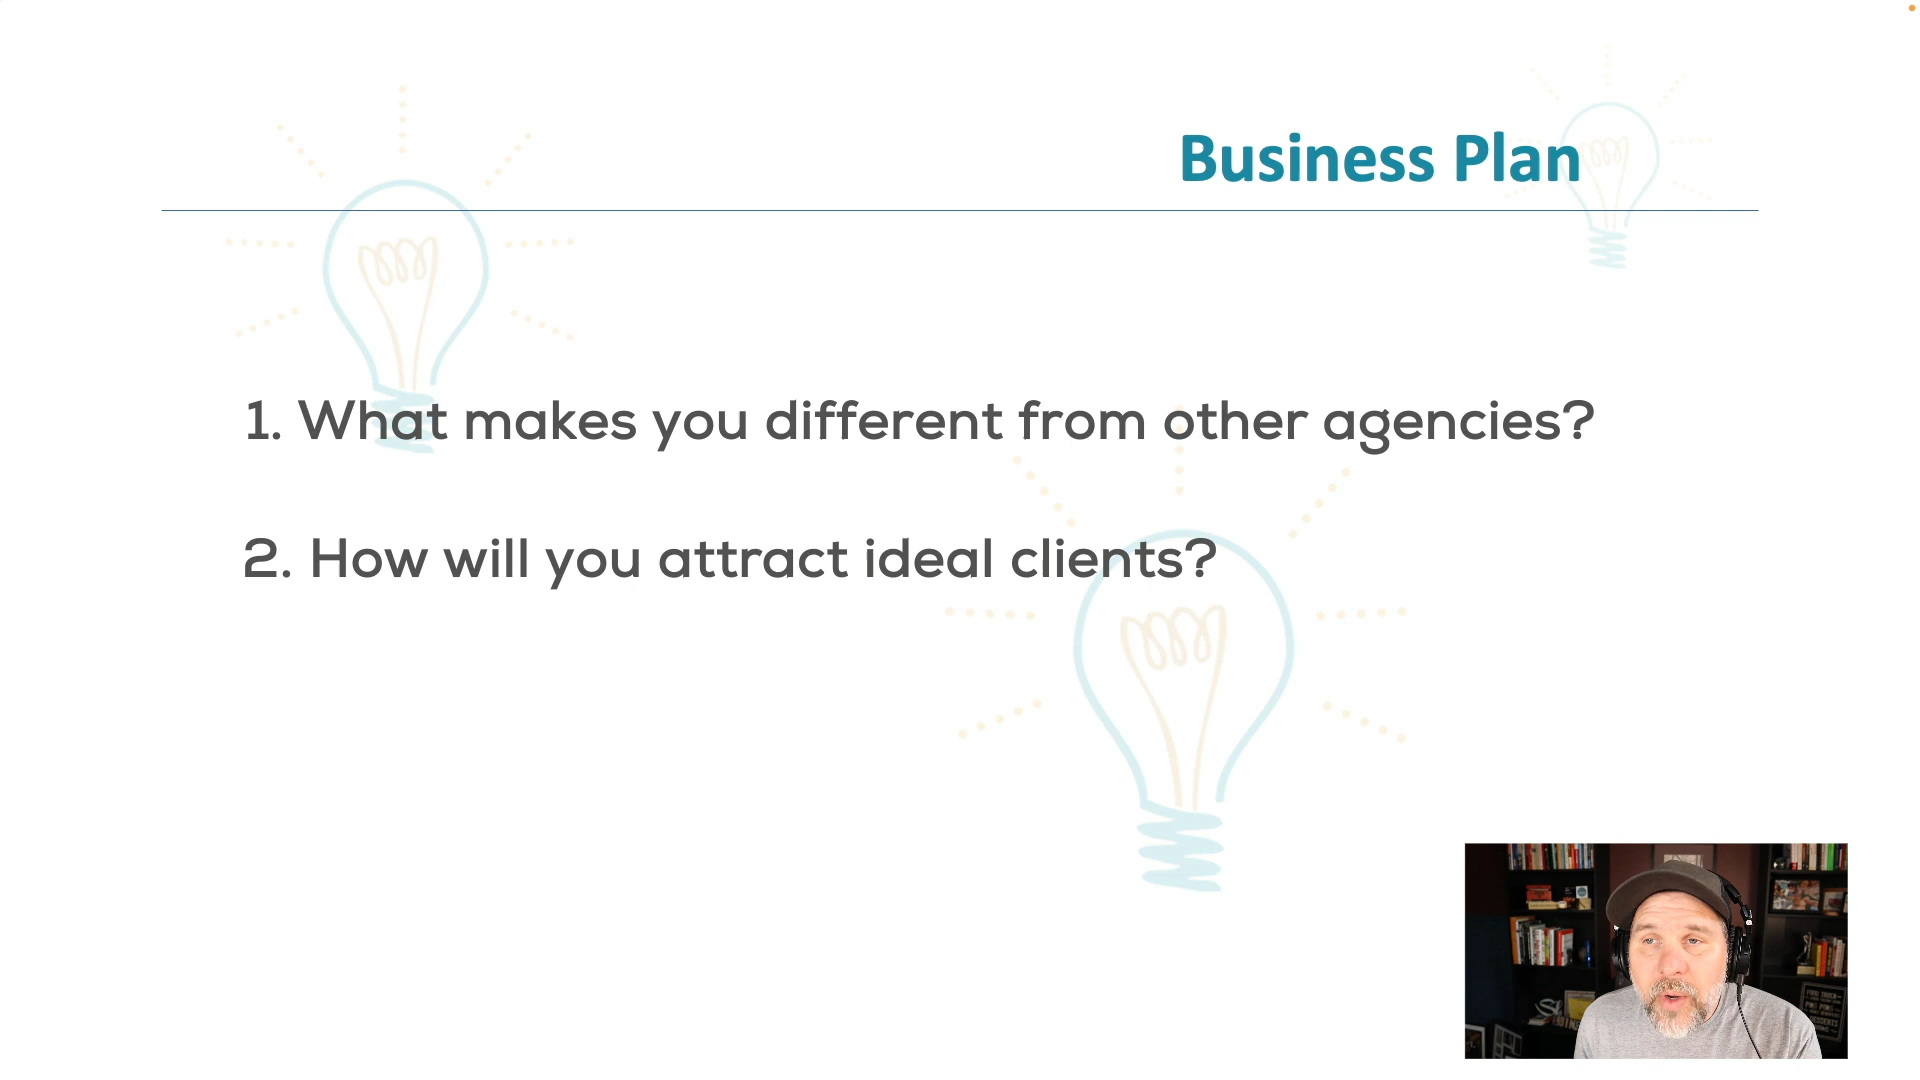 Business Plan
1. What makes you different from other agencies?
2. How will you attract ideal clients?